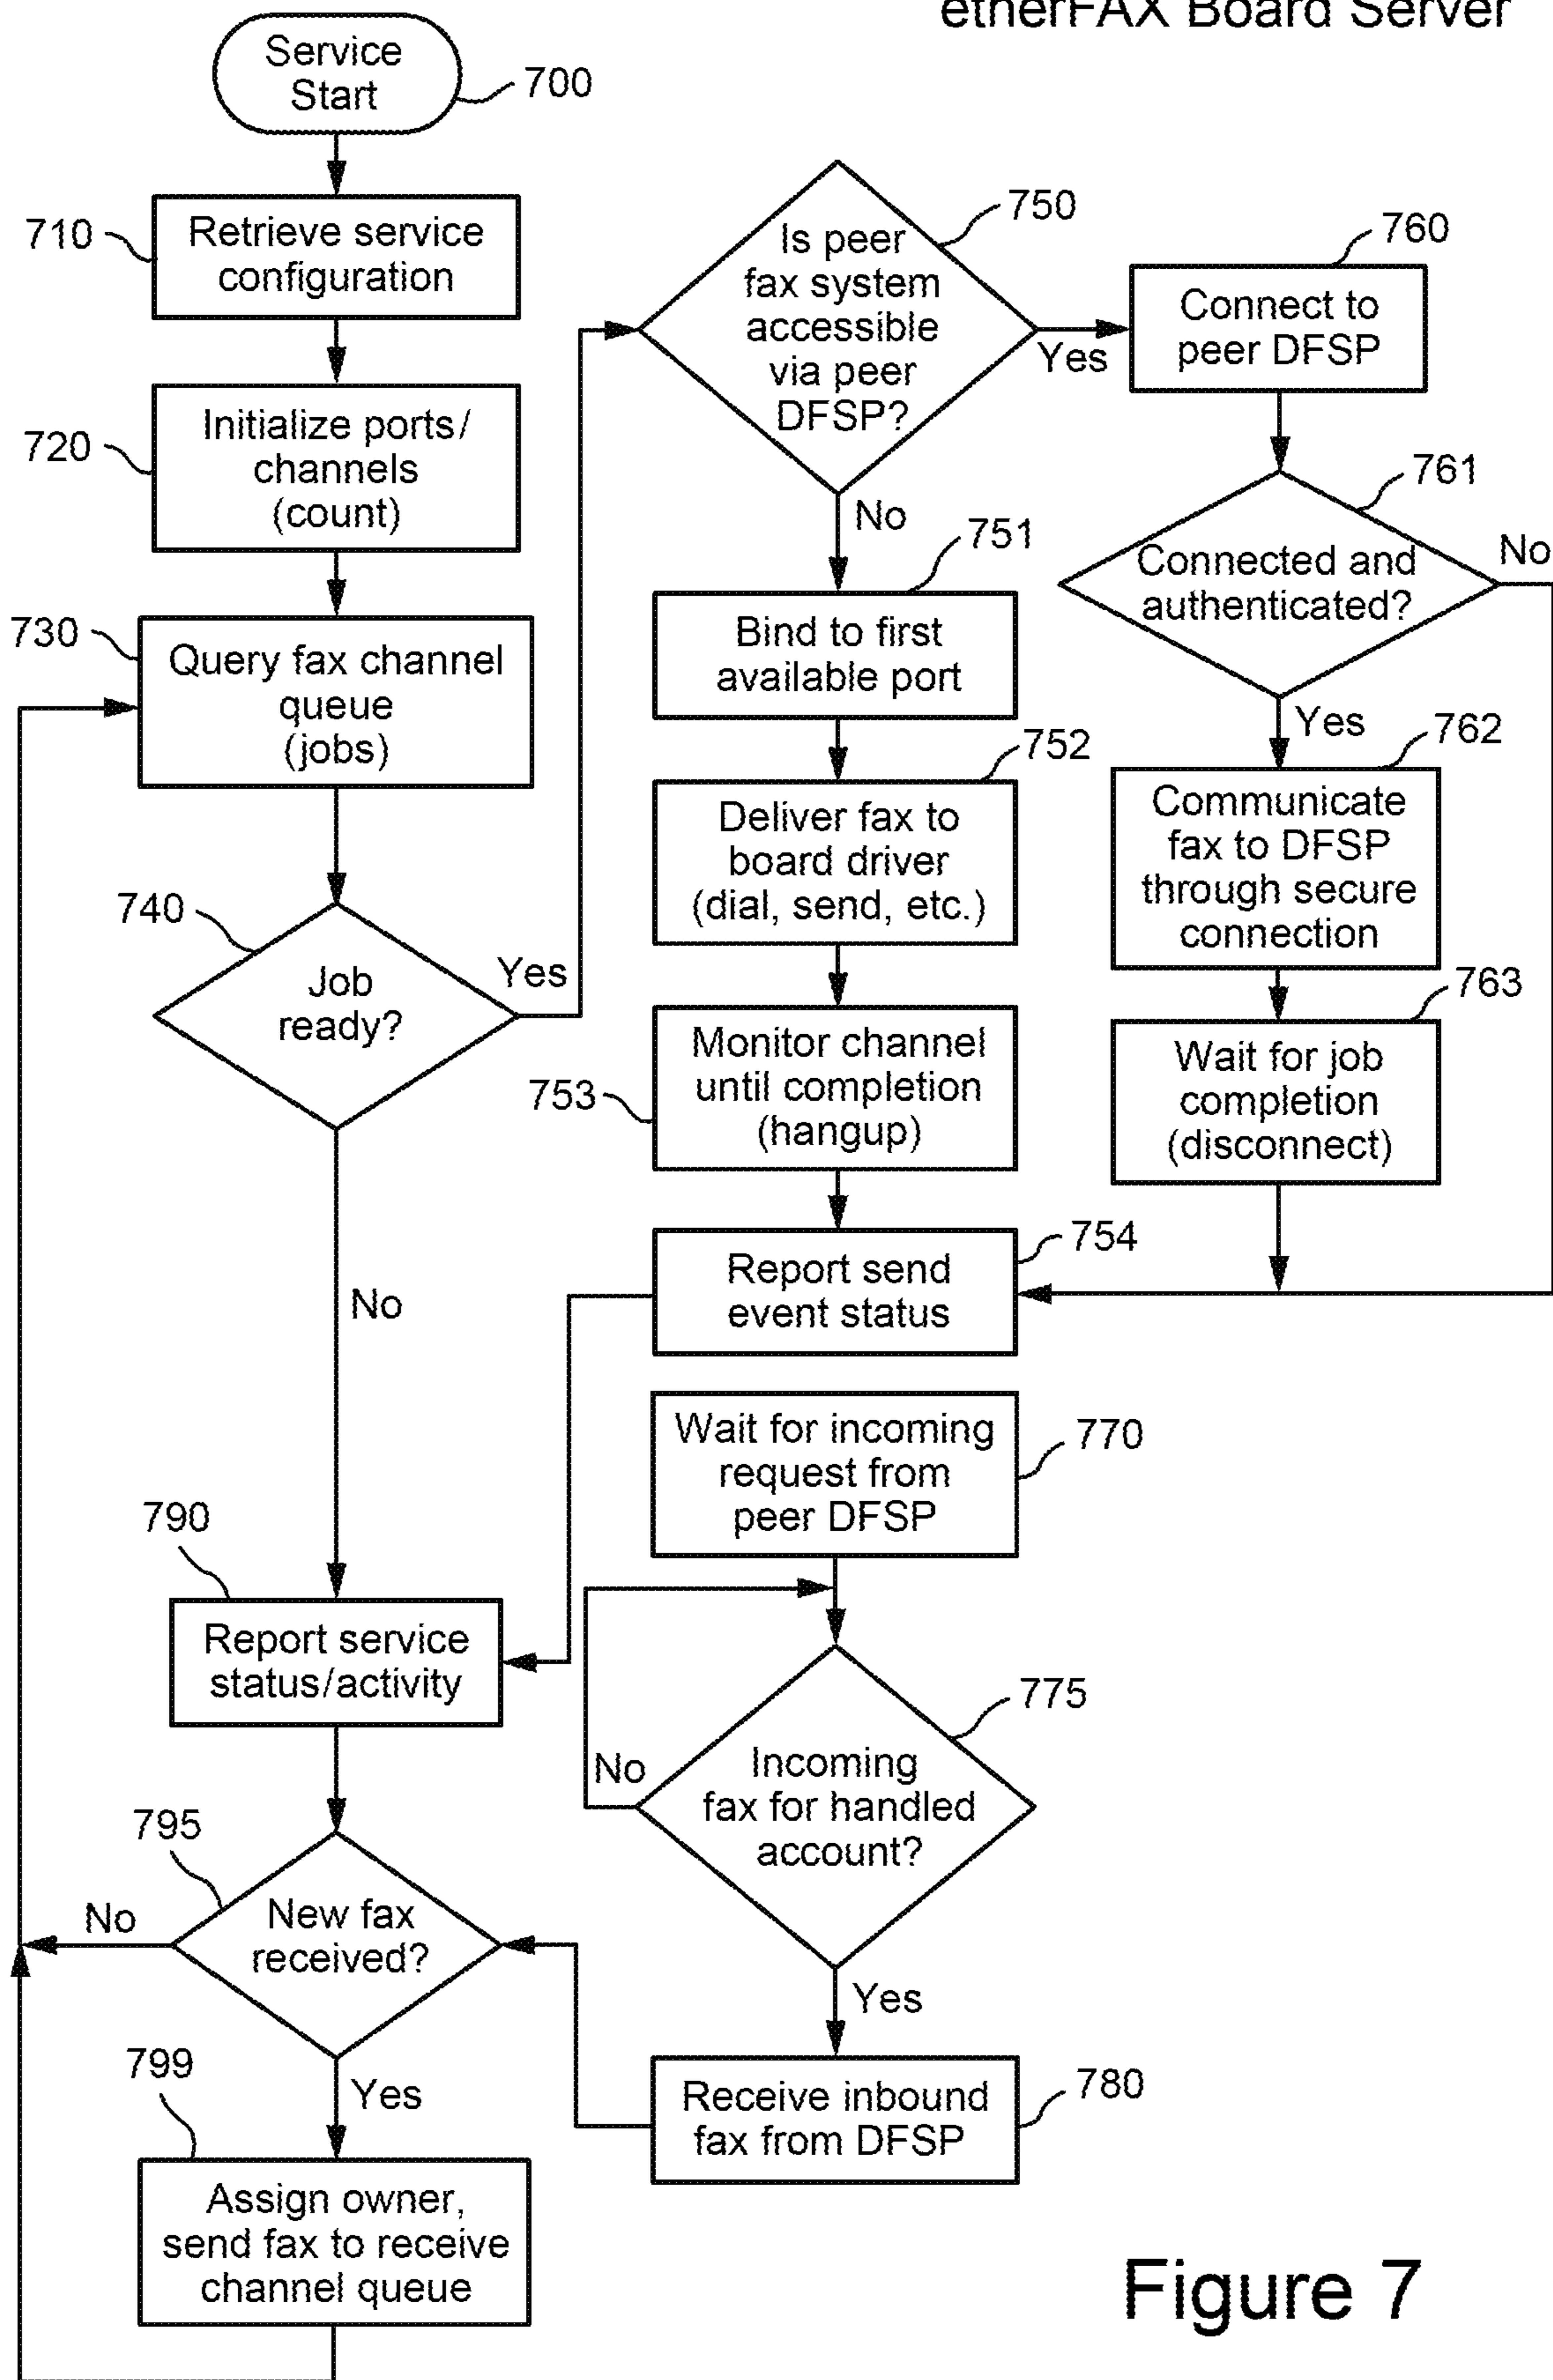 etherFAX Board Server
Service
Start
700
710
Retrieve service
configuration
720
Initialize ports/
channels
(count)
730
Query fax channel
queue
(jobs)
740
Job
ready?
Yes
No
750
Is peer
fax system
accessible
via peer
DFSP?
Yes
No
760
Connect to
peer DFSP
761
Connected and
authenticated?
No
Yes
751
Bind to first
available port
752
Deliver fax to
board driver
(dial, send, etc.)
753
Monitor channel
until completion
(hangup)
754
Report send
event status
762
Communicate
fax to DFSP
through secure
connection
763
Wait for job
completion
(disconnect)
770
Wait for incoming
request from
peer DFSP
775
Incoming
fax for handled
account?
No
Yes
780
Receive inbound
fax from DFSP
790
Report service
status/activity
795
New fax
received?
No
Yes
799
Assign owner,
send fax to receive
channel queue
Figure 7